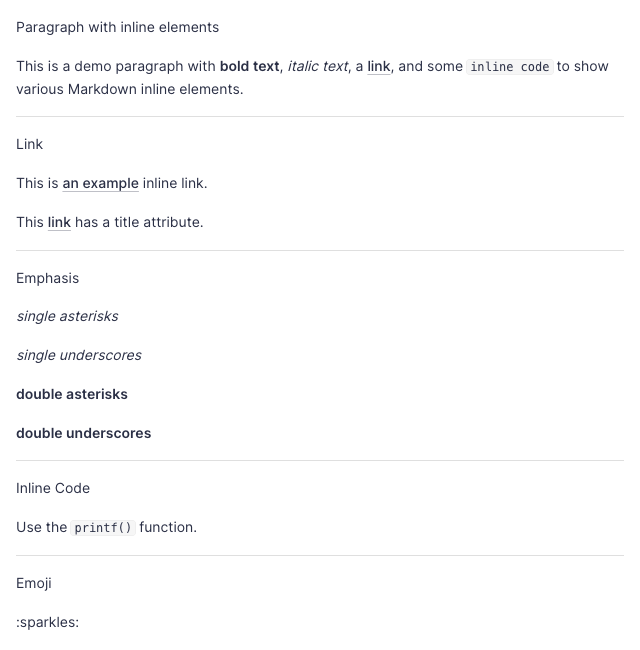 Paragraph with inline elements
This is a demo paragraph with bold text, italic text, a link, and some inline code to show
various Markdown inline elements.
Link
This is an example inline link.
This link has a title attribute.
Emphasis
single asterisks
single underscores
double asterisks
double underscores
Inline Code
Use the printf() function.
Emoji
:sparkles: